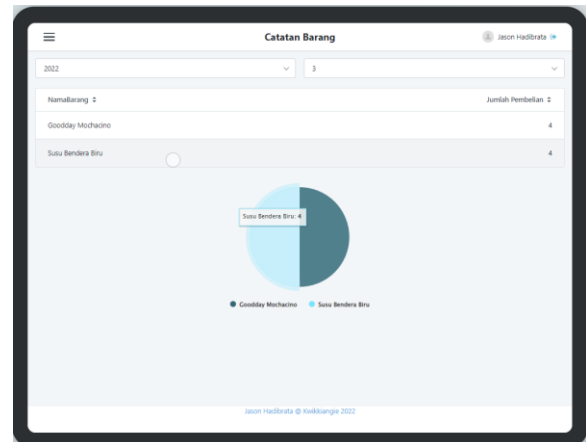 Catatan Barang
Jason Hadibrata
2022
3
NamaBarang
Jumlah Pembelian
Goodday Mochacino
4
Susu Bendera Biru
4
Susu Bendera Biru: 4
Goodday Mochacino
Susu Bendera Biru
Jason Hadibrata @ Kwikkiangie 2022